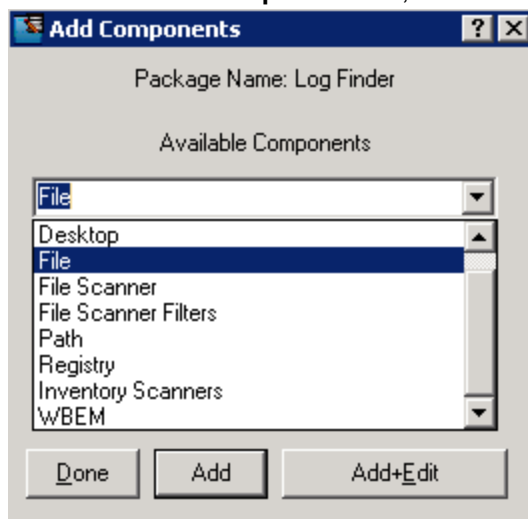 Add Components
Package Name: Log Finder
Available Components
File
Desktop
File
File Scanner
File Scanner Filters
Path
Registry
Inventory Scanners
WBEM
Done Add Add+Edit